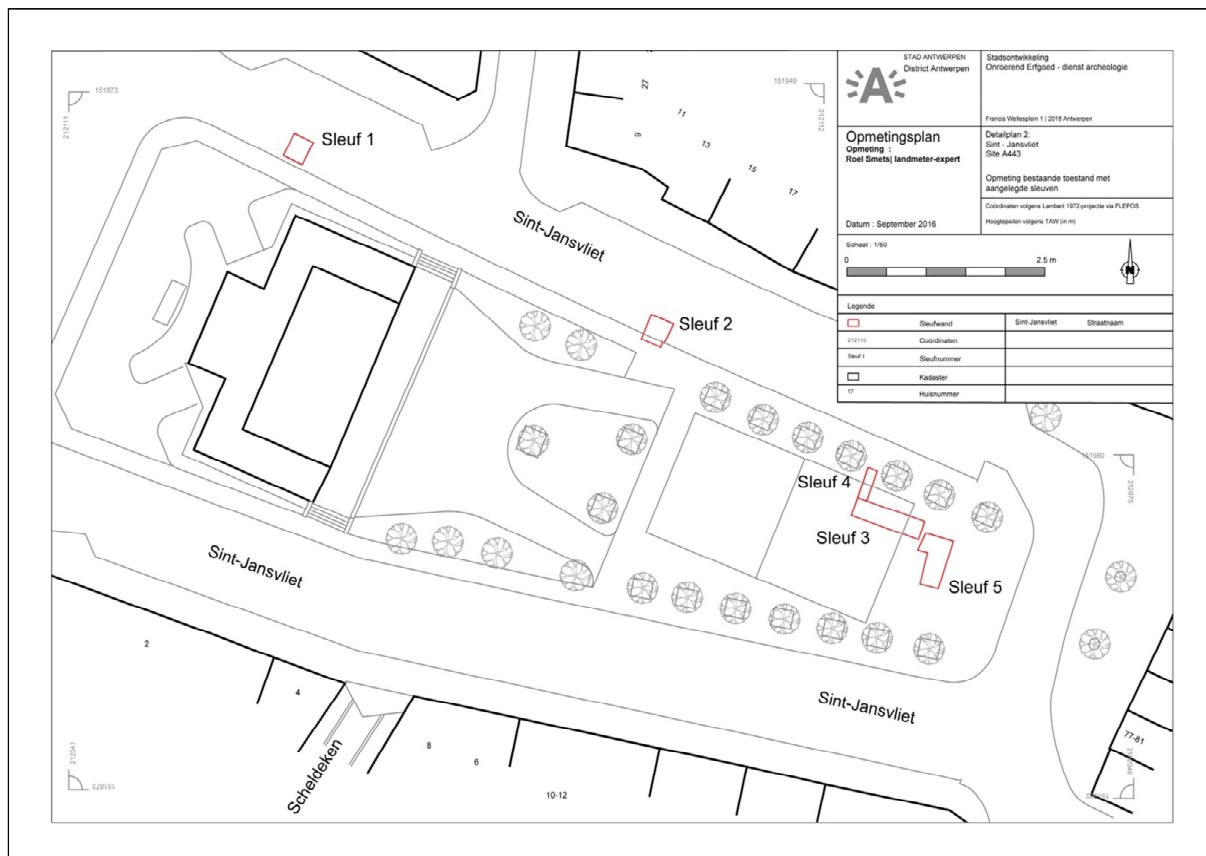 STAD ANTWERPEN
District Antwerpen
A
Stadsontwikkeling
Onroerend Erfgoed - dienst archeologie
Francis Wellesplein 1 | 2018 Antwerpen
Opmetingsplan
Opmeting :
Roel Smets| landmeter-expert
Datum : September 2016
Detailplan 2:
Sint - Jansvliet
Site A443
Opmeting bestaande toestand met
aangelegde sleuven
Coördinaten volgens Lambert 1972-projectie via FLEPOS
Hoogtepeilen volgens TAW (in m)
Schaal : 1/50
0
2.5 m
N
Legende
Sleufwand
Sint-Jansvliet
Straatnaam
212110
Coördinaten
Sleuf 1
Sleufnummer
Kadaster
17
Huisnummer
151873
212111
151949
212112
27
9
11
13
15
17
Sleuf 1
Sint-Jansvliet
Sleuf 2
Sleuf 4
Sleuf 3
Sleuf 5
151980
212075
Sint-Jansvliet
Sint-Jansvliet
2
4
Scheldeken
8
6
10-12
77-81
212041
151873
212040